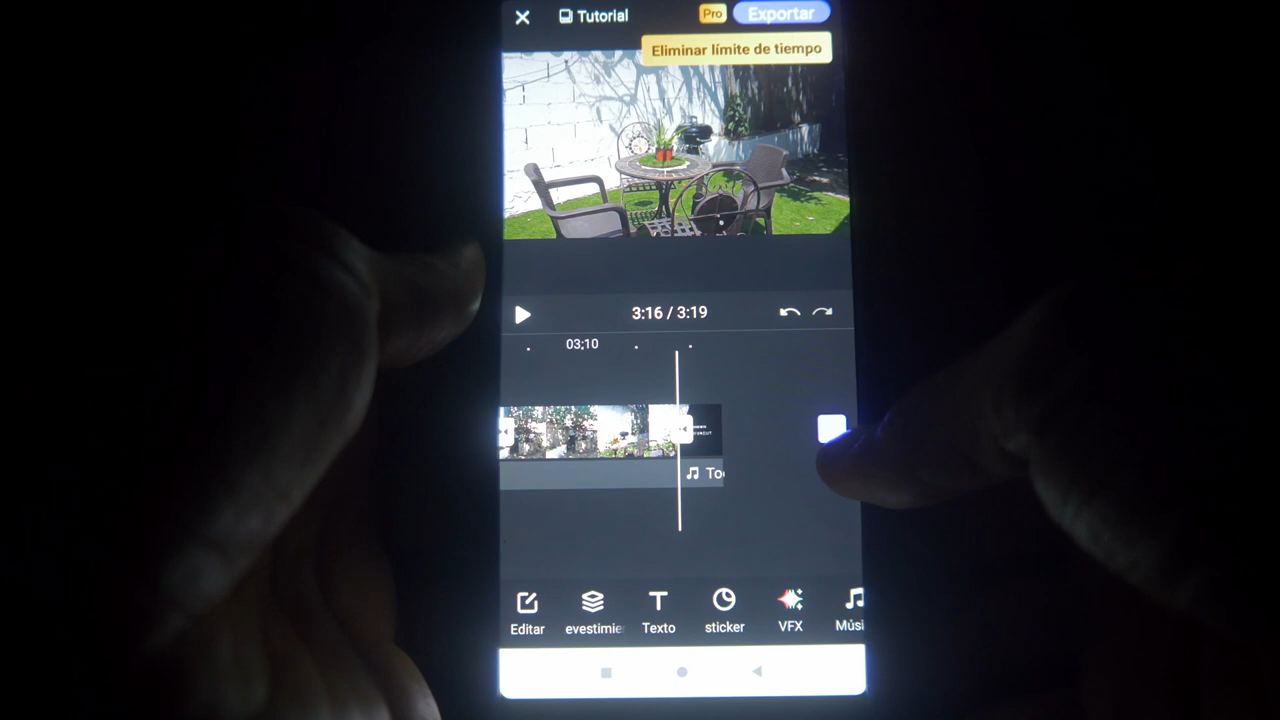 Tutorial
Pro
Exportar
Eliminar límite de tiempo
3:16 / 3:19
03:10
Editar
evestimie
Texto
sticker
VFX
Músi